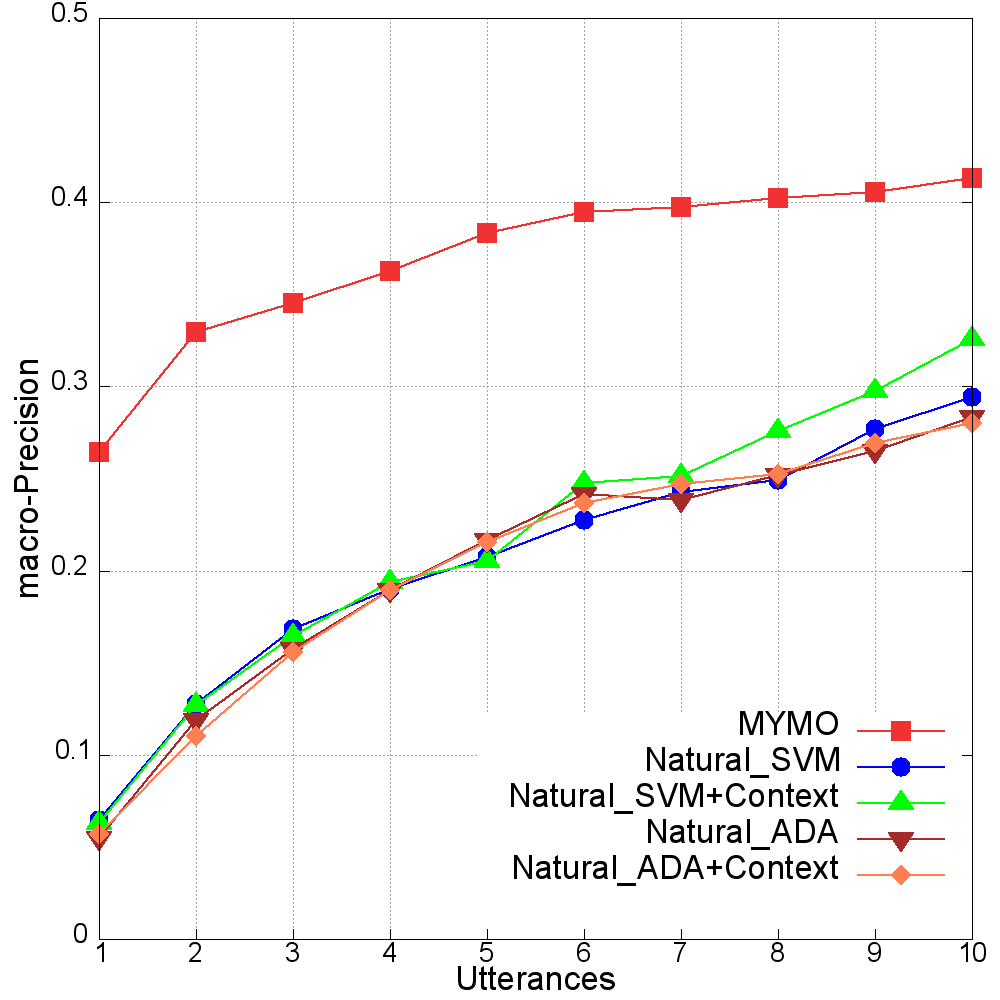 0.5
0.4
0.3
0.2
0.1
0
macro-Precision
MYMO
Natural_SVM
Natural_SVM+Context
Natural_ADA
Natural_ADA+Context
1 2 3 4 5 6 7 8 9 10
Utterances